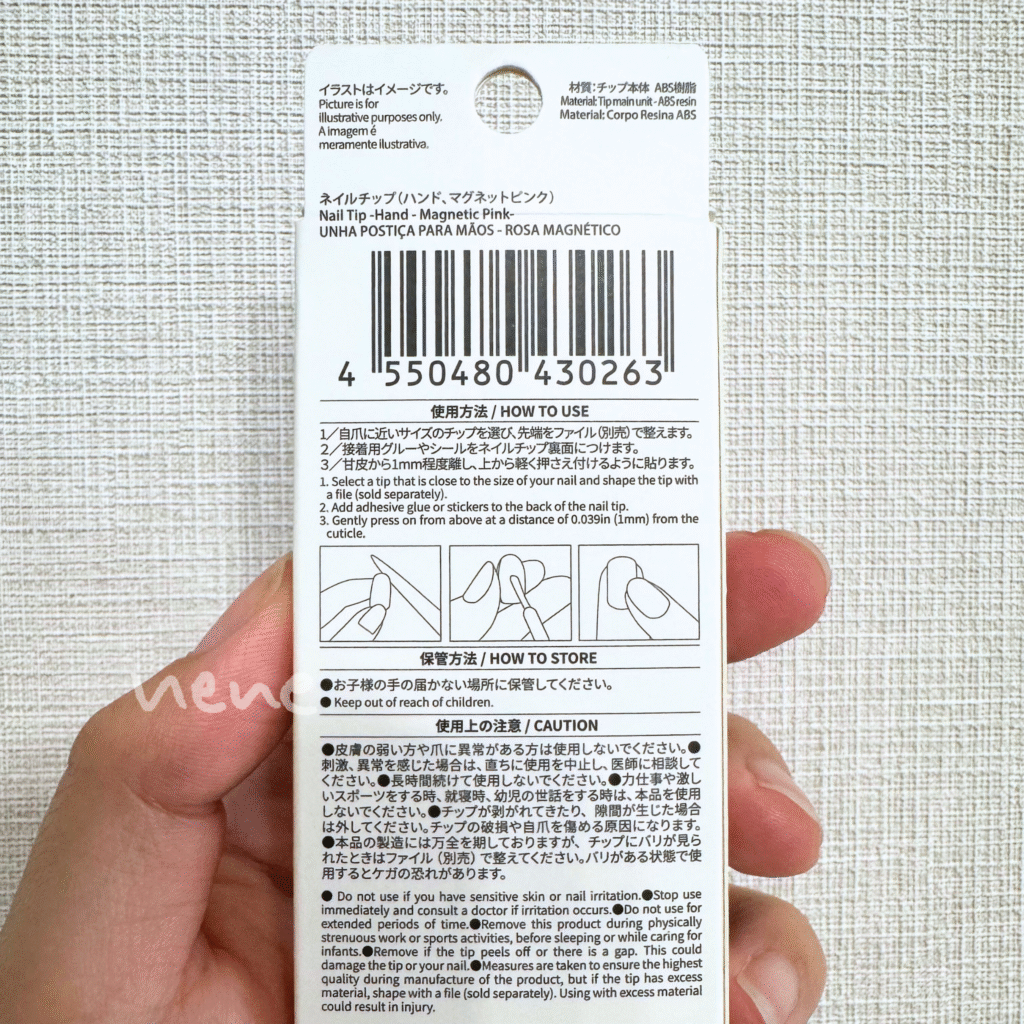 イラストはイメージです。
Picture is for
illustrative purposes only.
A imagem é
meramente ilustrativa.
材質：チップ本体 ABS樹脂
Material: Tip main unit - ABS resin
Material: Corpo Resina ABS
ネイルチップ（ハンド、マグネットピンク）
Nail Tip -Hand - Magnetic Pink-
UNHA POSTIÇA PARA MÃOS - ROSA MAGNÉTICO
4 550480 430263
使用方法 / HOW TO USE
1／自爪に近いサイズのチップを選び、先端をファイル（別売）で整えます。
2／接着用グルーやシールをネイルチップ裏面につけます。
3／甘皮から1mm程度離し、上から軽く押さえ付けるように貼ります。
1. Select a tip that is close to the size of your nail and shape the tip with
a file (sold separately).
2. Add adhesive glue or stickers to the back of the nail tip.
3. Gently press on from above at a distance of 0.039in (1mm) from the
cuticle.
保管方法 / HOW TO STORE
●お子様の手の届かない場所に保管してください。
● Keep out of reach of children.
nene
使用上の注意 / CAUTION
●皮膚の弱い方や爪に異常がある方は使用しないでください。●
刺激、異常を感じた場合は、直ちに使用を中止し、医師に相談して
ください。●長時間続けて使用しないでください。●力仕事や激し
いスポーツをする時、就寝時、幼児の世話をする時は、本品を使用
しないでください。●チップが剥がれてきたり、隙間が生じた場合
は外してください。チップの破損や自爪を傷める原因になります。
●本品の製造には万全を期しておりますが、チップにバリが見ら
れたときはファイル（別売）で整えてください。バリがある状態で使
用するとケガの恐れがあります。
● Do not use if you have sensitive skin or nail irritation.●Stop use
immediately and consult a doctor if irritation occurs.●Do not use for
extended periods of time.●Remove this product during physically
strenuous work or sports activities, before sleeping or while caring for
infants.●Remove if the tip peels off or there is a gap. This could
damage the tip or your nail.●Measures are taken to ensure the highest
quality during manufacture of the product, but if the tip has excess
material, shape with a file (sold separately). Using with excess material
could result in injury.